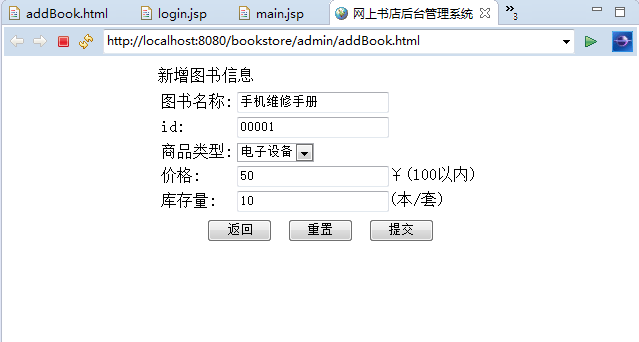 addBook.html login.jsp main.jsp 网上书店后台管理系统 »3
http://localhost:8080/bookstore/admin/addBook.html
新增图书信息
图书名称: 手机维修手册
id: 00001
商品类型: 电子设备
价格: 50 ¥(100以内)
库存量: 10 (本/套)
返回 重置 提交